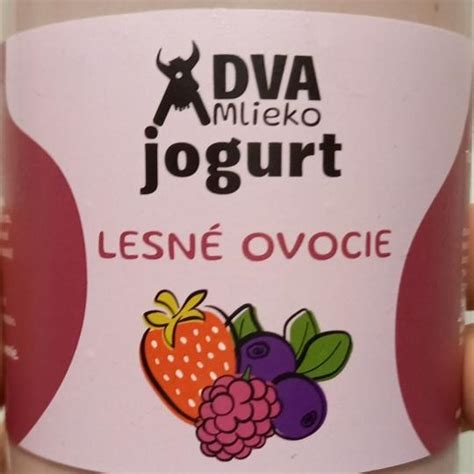 DVA
Mlieko
jogurt
LESNÉ OVOCIE